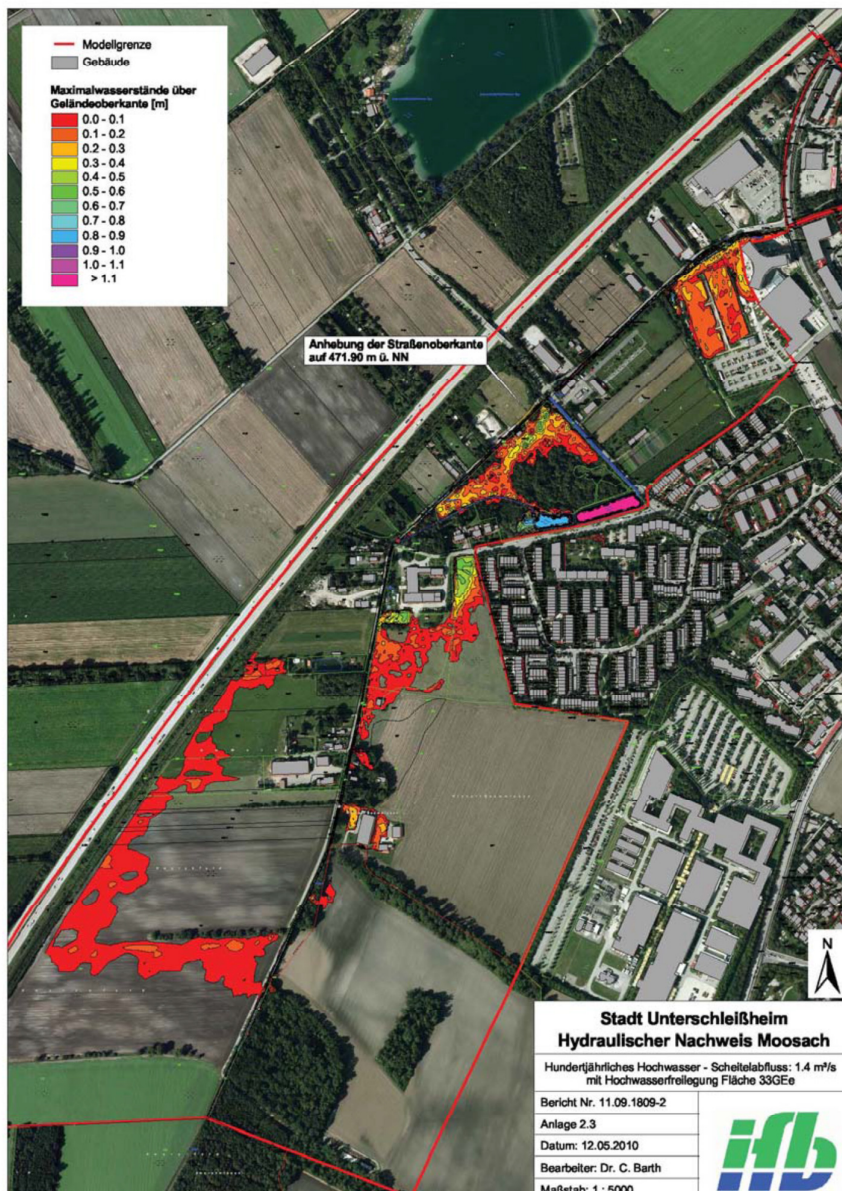 Modellgrenze
Gebäude
Maximalwasserstände über
Geländeoberkante [m]
0.0 - 0.1
0.1 - 0.2
0.2 - 0.3
0.3 - 0.4
0.4 - 0.5
0.5 - 0.6
0.6 - 0.7
0.7 - 0.8
0.8 - 0.9
0.9 - 1.0
1.0 - 1.1
> 1.1
Anhebung der Straßenoberkante
auf 471.90 m ü. NN
N
Stadt Unterschleißheim
Hydraulischer Nachweis Moosach
Hundertjährliches Hochwasser - Scheitelabfluss: 1.4 m³/s
mit Hochwasserfreilegung Fläche 33GEe
Bericht Nr. 11.09.1809-2
Anlage 2.3
Datum: 12.05.2010
Bearbeiter: Dr. C. Barth
Maßstab: 1 : 5000
ifb